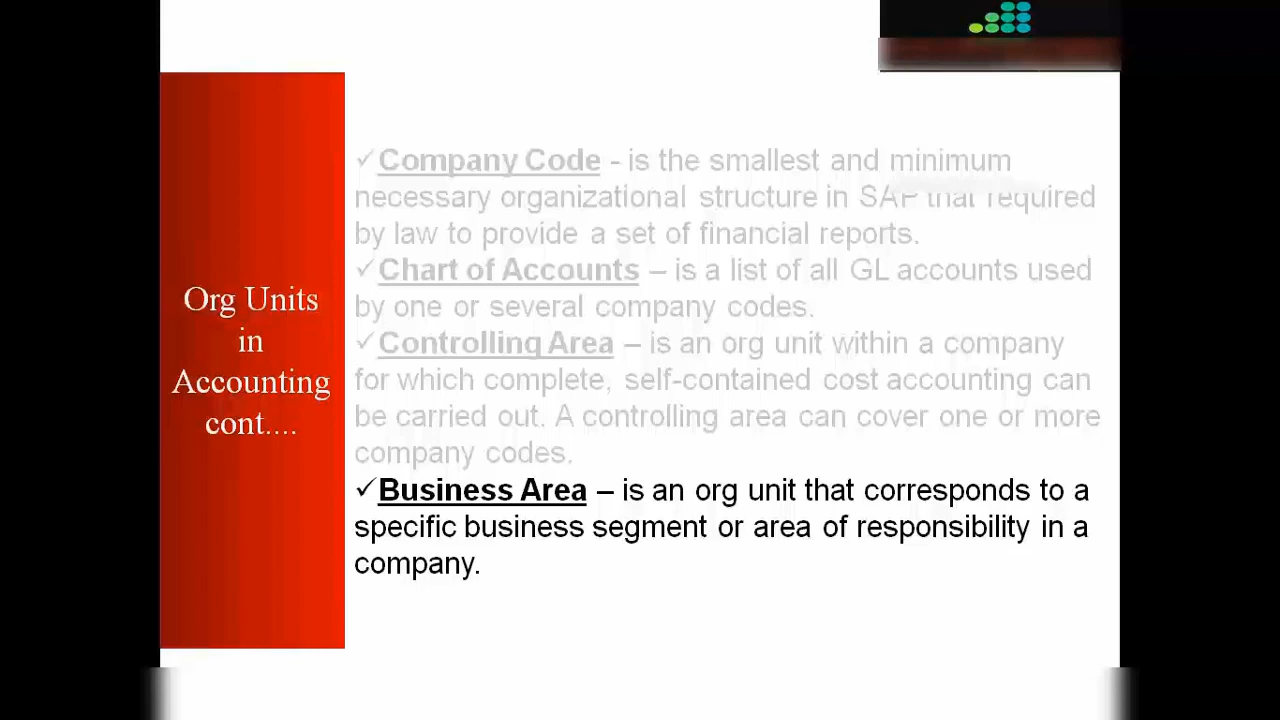 Org Units
in
Accounting
cont....
✓Company Code - is the smallest and minimum
necessary organizational structure in SAP that required
by law to provide a set of financial reports.
✓Chart of Accounts – is a list of all GL accounts used
by one or several company codes.
✓Controlling Area – is an org unit within a company
for which complete, self-contained cost accounting can
be carried out. A controlling area can cover one or more
company codes.
✓Business Area – is an org unit that corresponds to a
specific business segment or area of responsibility in a
company.